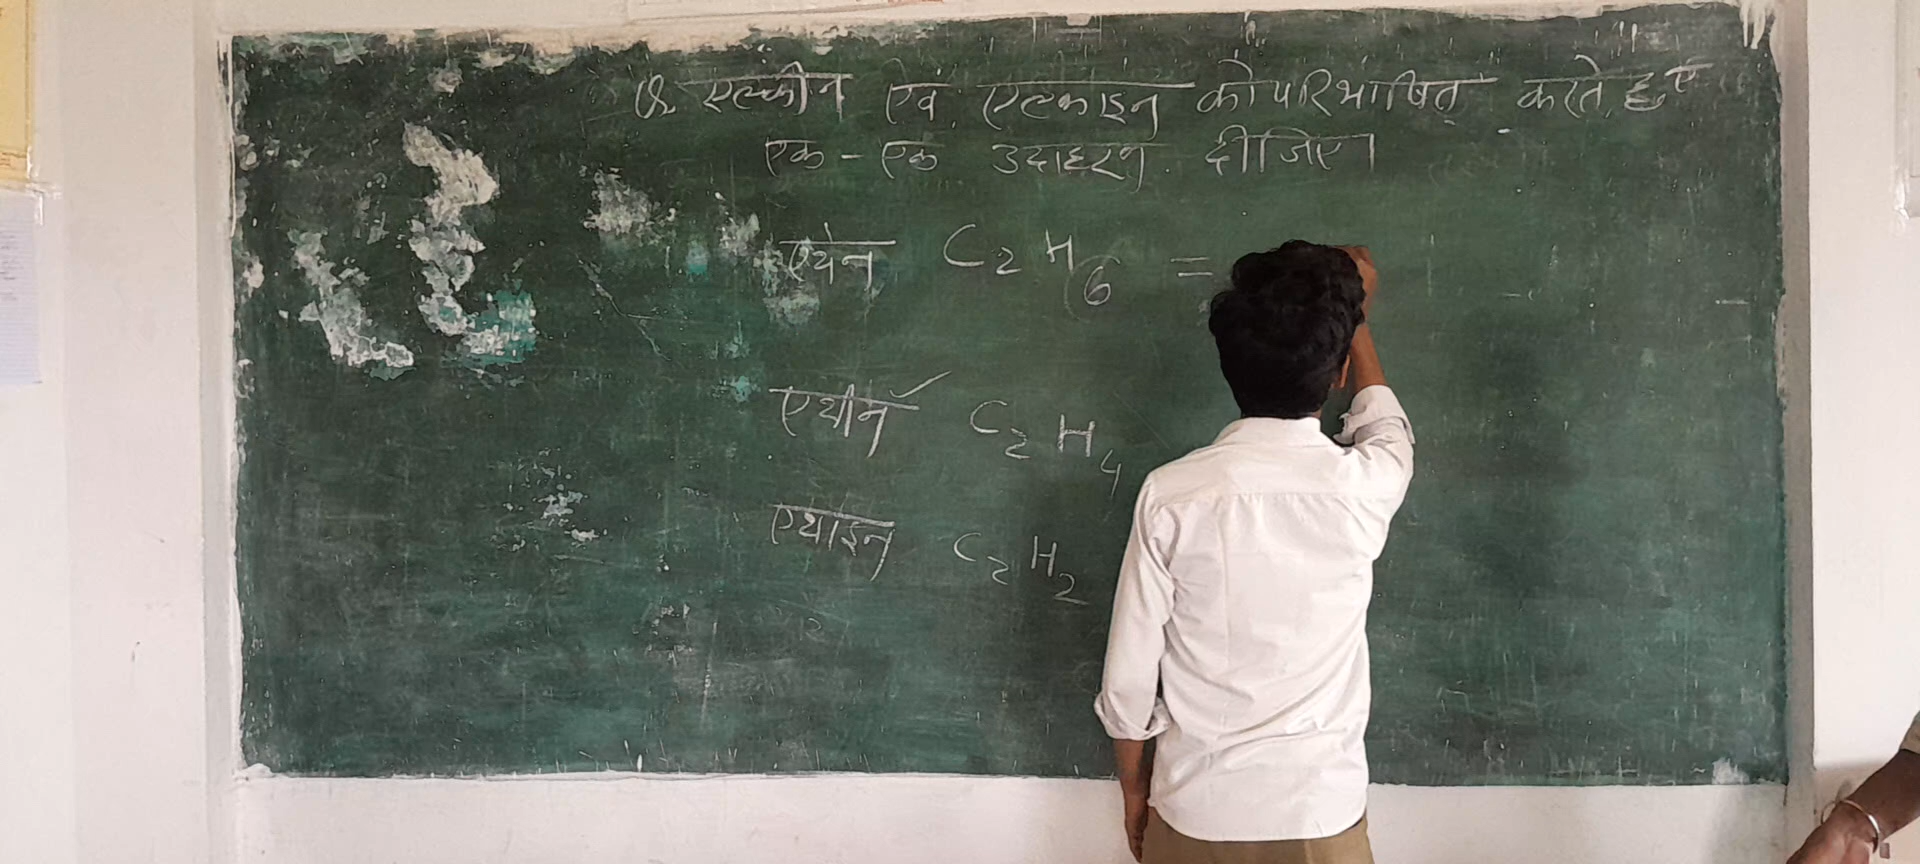 Q. एल्कीन एवं एल्काइन को परिभाषित करते हुए
एक - एक उदाहरण दीजिए।
एथेन C₂H₆ =
एथीन C₂H₄
एथाइन C₂H₂